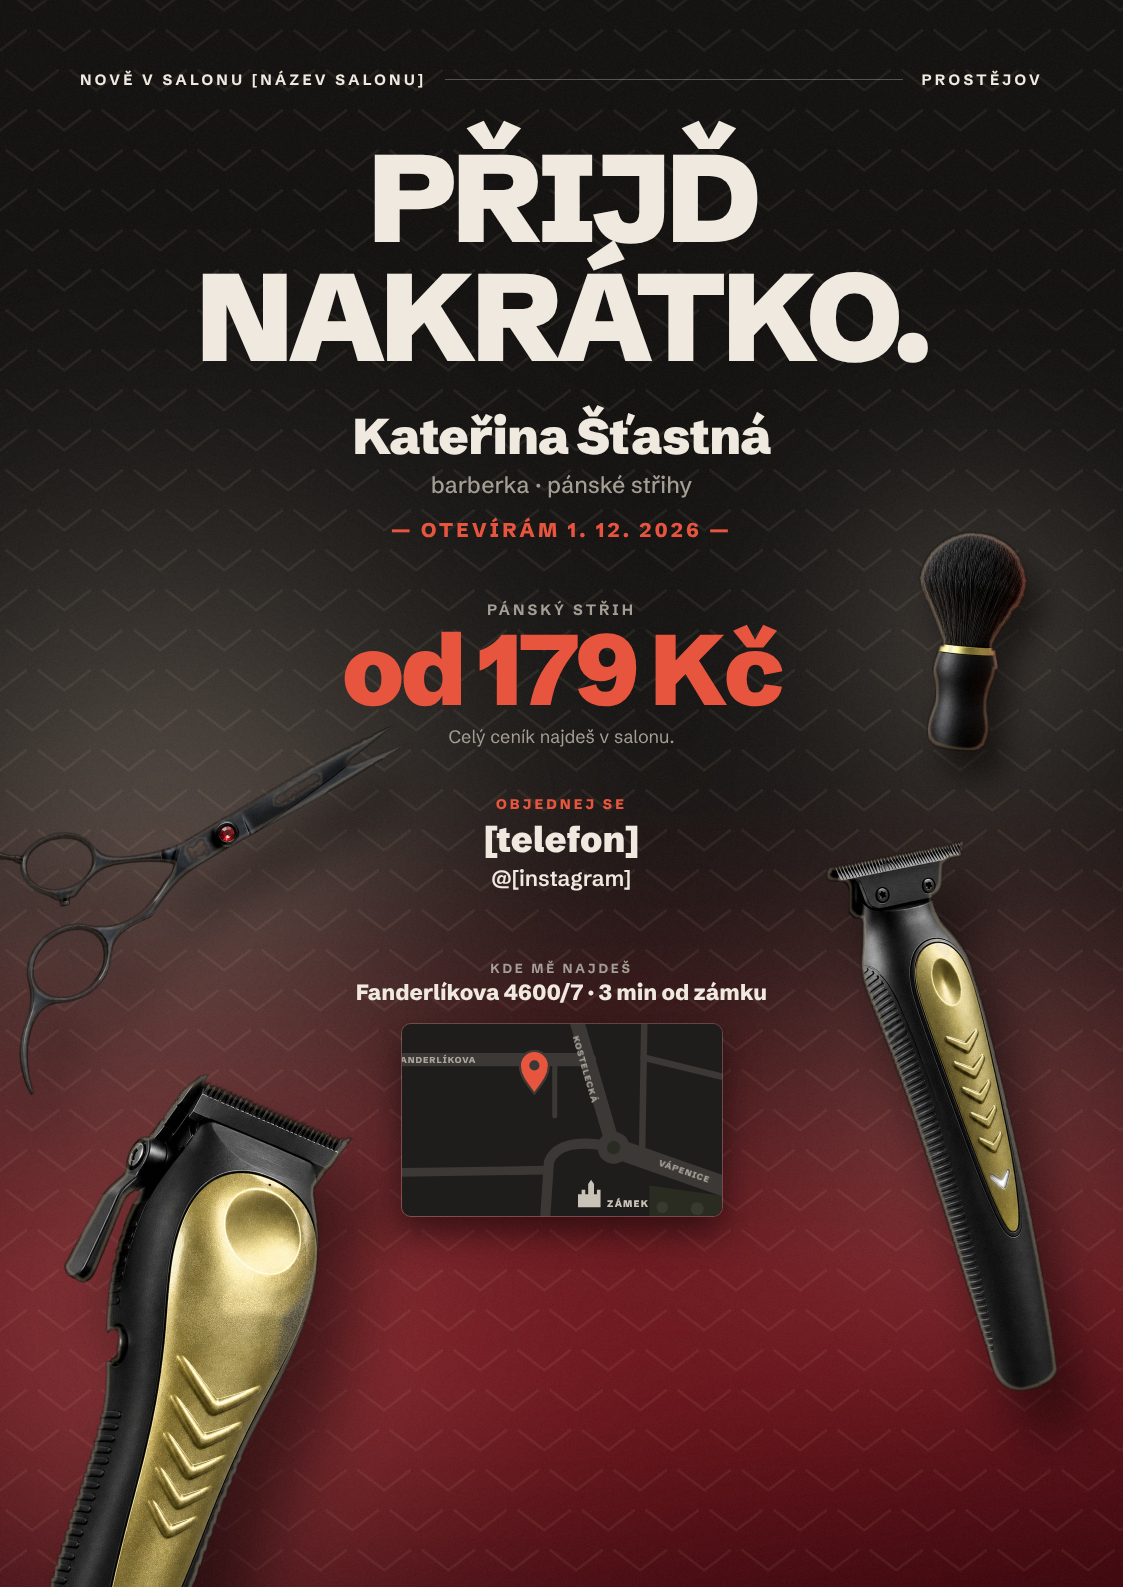 NOVĚ V SALONU [NÁZEV SALONU] PROSTĚJOV
PŘIJĎ
NAKRÁTKO.
Kateřina Šťastná
barberka · pánské střihy
— OTEVÍRÁM 1. 12. 2026 —
PÁNSKÝ STŘIH
od 179 Kč
Celý ceník najdeš v salonu.
OBJEDNEJ SE
[telefon]
@[instagram]
KDE MĚ NAJDEŠ
Fanderlíkova 4600/7 · 3 min od zámku
ANDERLÍKOVA
KOSTELECKÁ
VÁPENICE
ZÁMEK